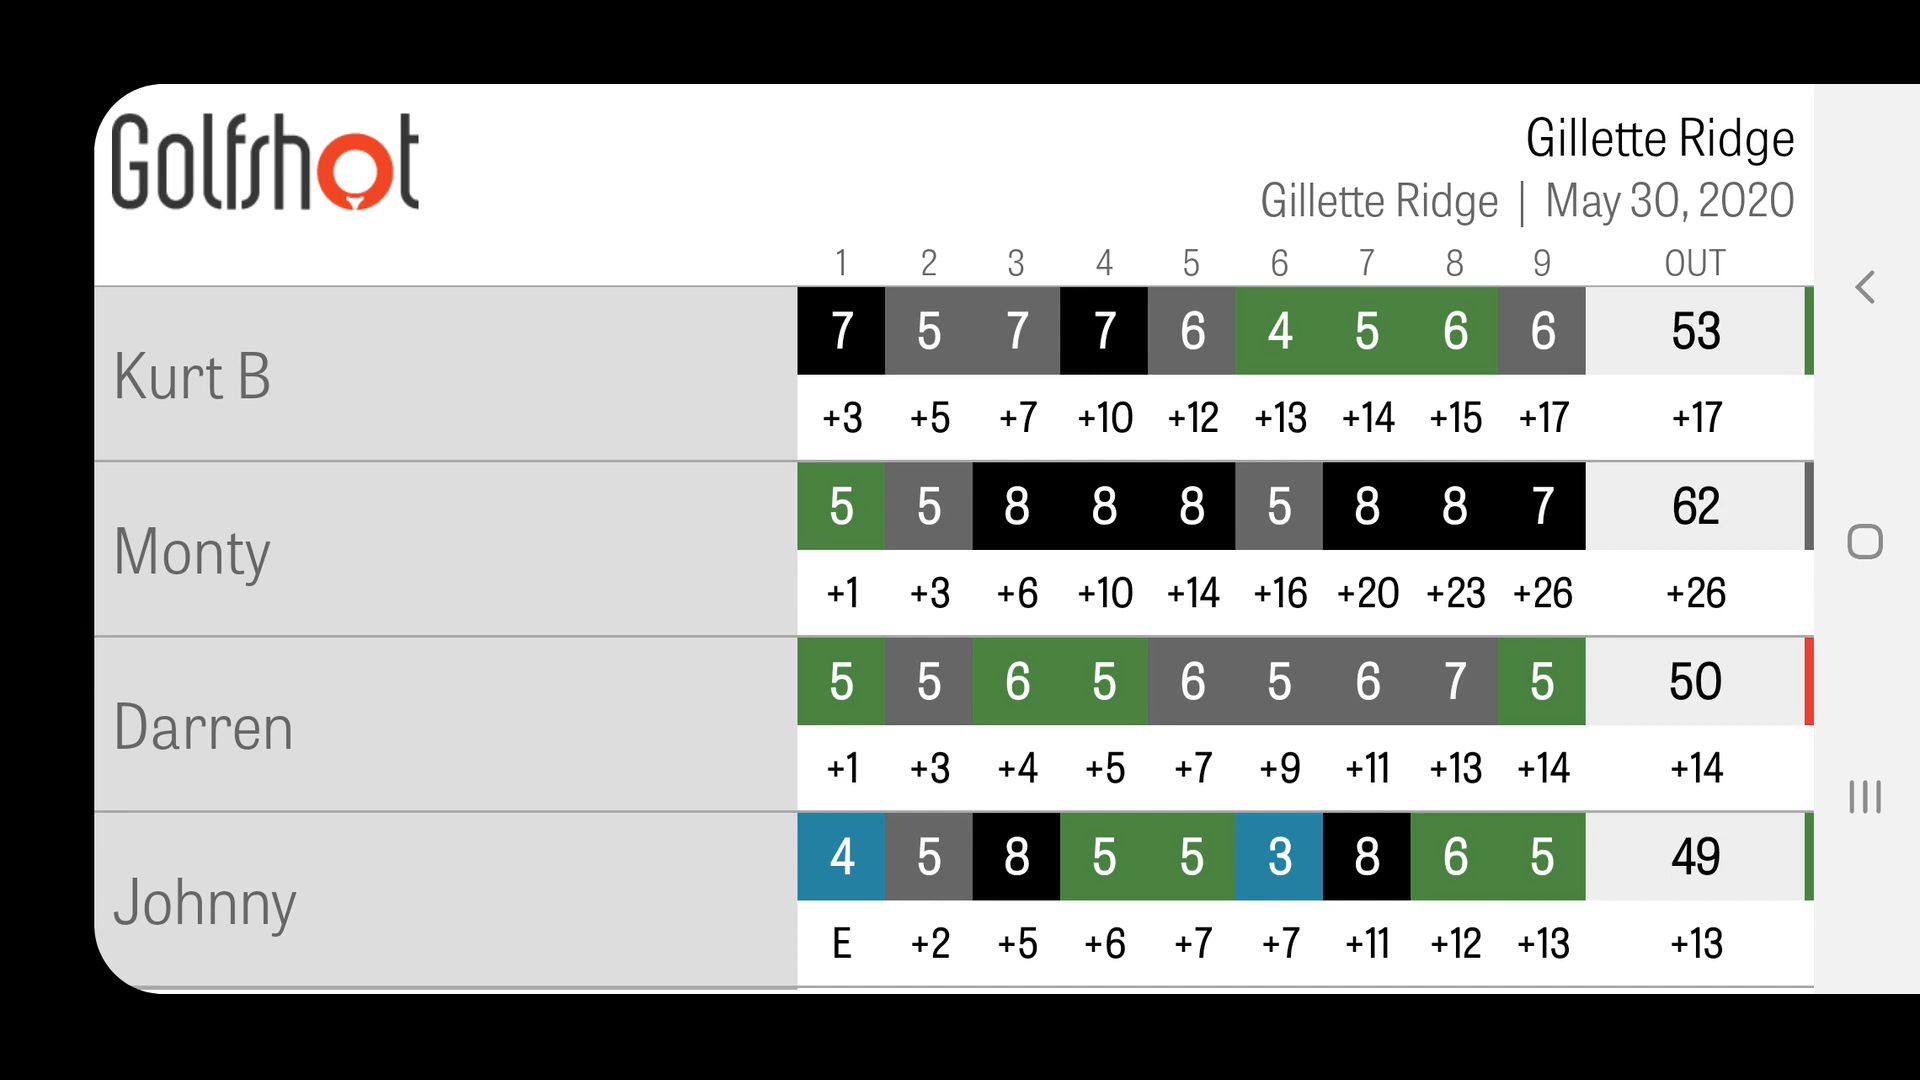 Golfshot
Gillette Ridge
Gillette Ridge | May 30, 2020
1 2 3 4 5 6 7 8 9 OUT
Kurt B
7 5 7 7 6 4 5 6 6 53
+3 +5 +7 +10 +12 +13 +14 +15 +17 +17
Monty
5 5 8 8 8 5 8 8 7 62
+1 +3 +6 +10 +14 +16 +20 +23 +26 +26
Darren
5 5 6 5 6 5 6 7 5 50
+1 +3 +4 +5 +7 +9 +11 +13 +14 +14
Johnny
4 5 8 5 5 3 8 6 5 49
E +2 +5 +6 +7 +7 +11 +12 +13 +13